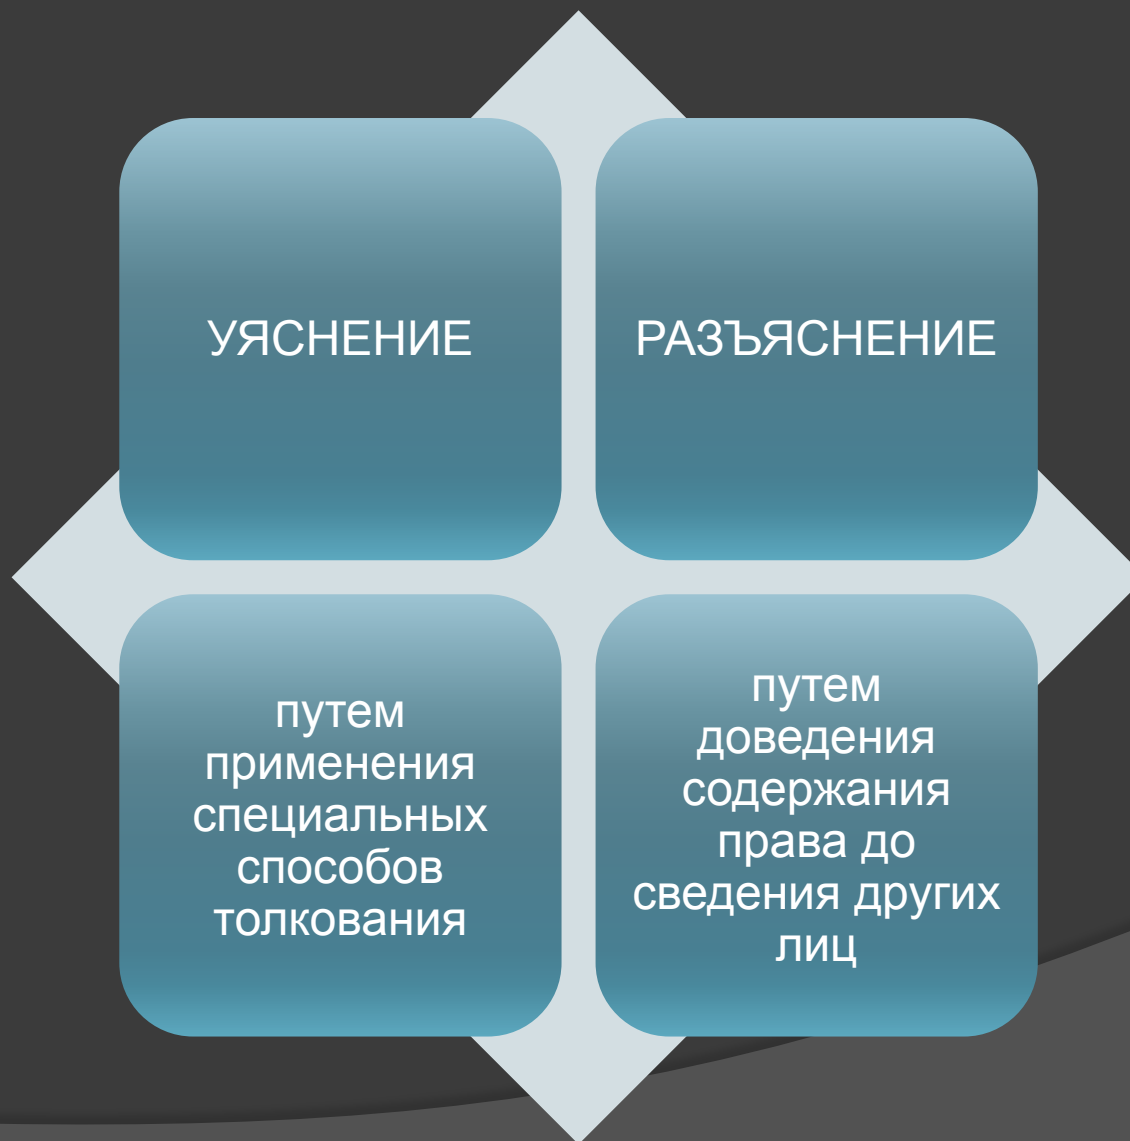 УЯСНЕНИЕ
РАЗЪЯСНЕНИЕ
путем
применения
специальных
способов
толкования
путем
доведения
содержания
права до
сведения других
лиц